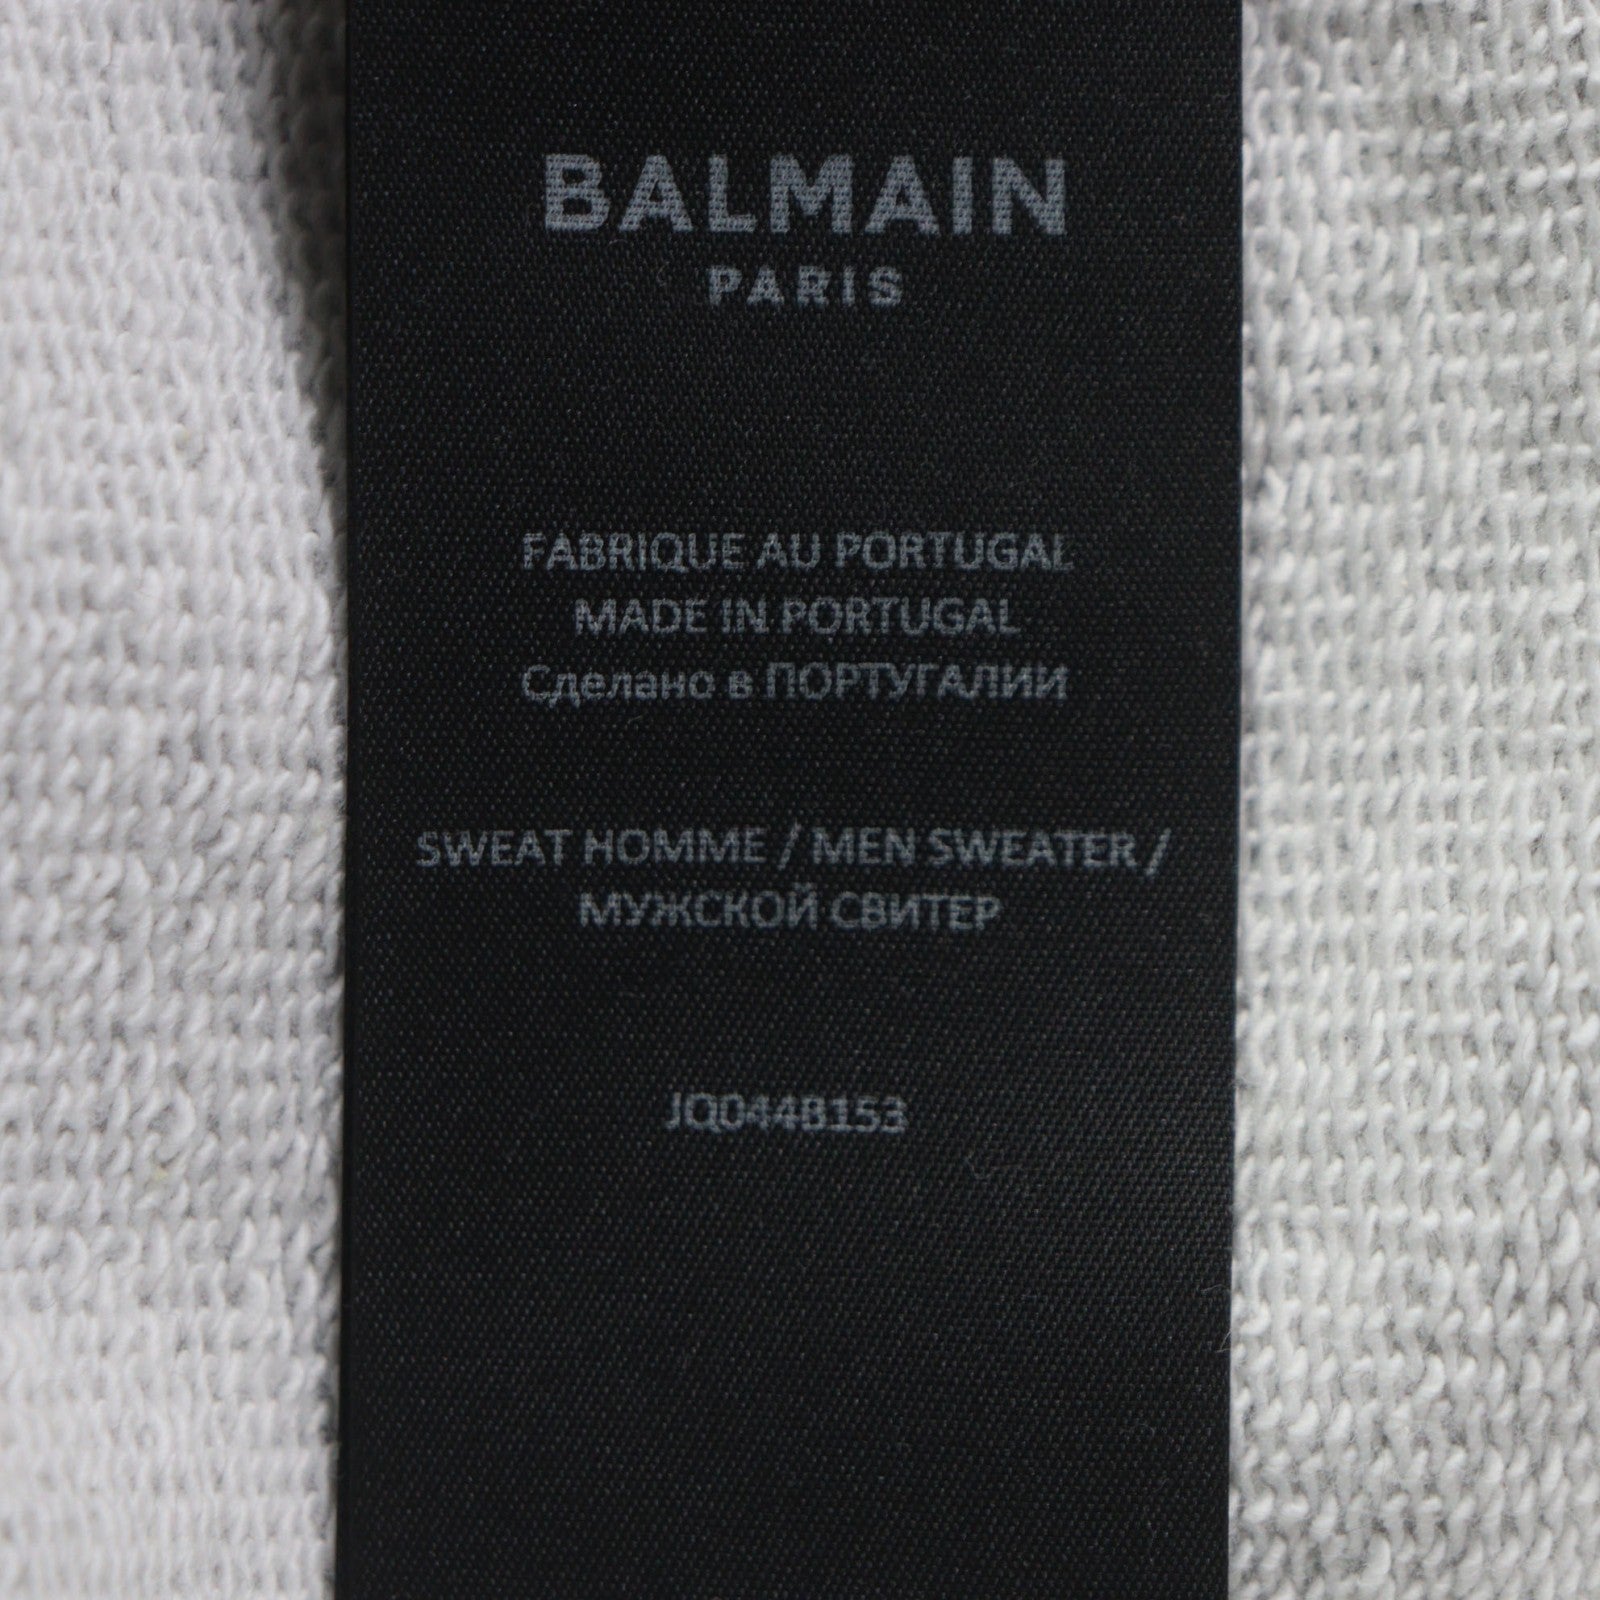 BALMAIN
PARIS
FABRIQUE AU PORTUGAL
MADE IN PORTUGAL
Сделано в ПОРТУГАЛИИ
SWEAT HOMME / MEN SWEATER /
МУЖСКОЙ СВИТЕР
JQ044B153